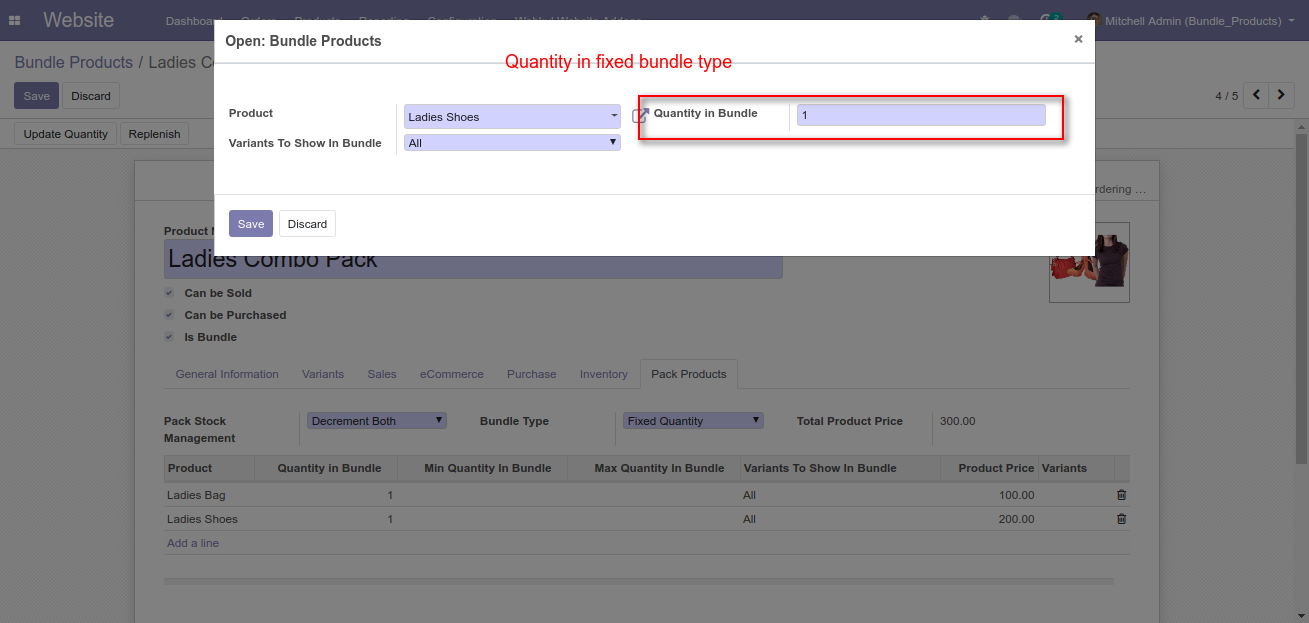 Website
Dashboard Orders Products Reporting Configuration Webkul Website Addons
2
Mitchell Admin (Bundle_Products)
Open: Bundle Products
×
Quantity in fixed bundle type
Bundle Products / Ladies
Save Discard
4 / 5
Product
Ladies Shoes
Quantity in Bundle
1
Variants To Show In Bundle
All
Update Quantity Replenish
rdering ...
Save Discard
Product
Ladies Combo Pack
Can be Sold
Can be Purchased
Is Bundle
General Information Variants Sales eCommerce Purchase Inventory Pack Products
Pack Stock Management
Decrement Both
Bundle Type
Fixed Quantity
Total Product Price
300.00
Product Quantity in Bundle Min Quantity In Bundle Max Quantity In Bundle Variants To Show In Bundle Product Price Variants
Ladies Bag 1 All 100.00
Ladies Shoes 1 All 200.00
Add a line